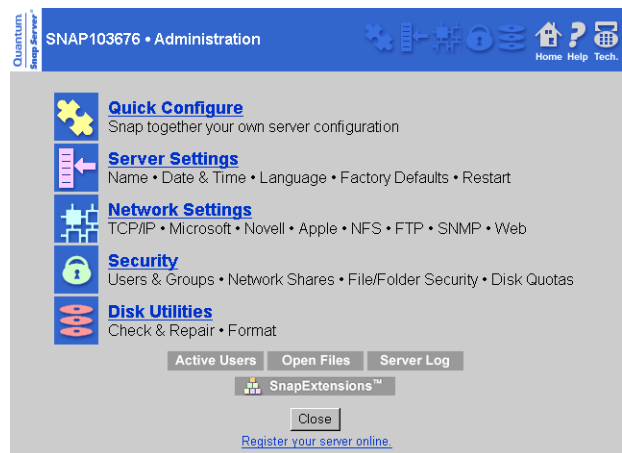 Quantum
Snap Server®
SNAP103676 • Administration
Home Help Tech.
Quick Configure
Snap together your own server configuration
Server Settings
Name • Date & Time • Language • Factory Defaults • Restart
Network Settings
TCP/IP • Microsoft • Novell • Apple • NFS • FTP • SNMP • Web
Security
Users & Groups • Network Shares • File/Folder Security • Disk Quotas
Disk Utilities
Check & Repair • Format
Active Users Open Files Server Log
SnapExtensions™
Close
Register your server online.